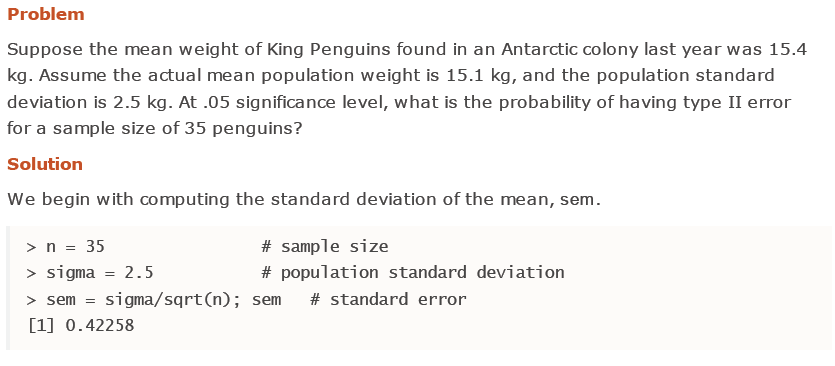 Problem
Suppose the mean weight of King Penguins found in an Antarctic colony last year was 15.4
kg. Assume the actual mean population weight is 15.1 kg, and the population standard
deviation is 2.5 kg. At .05 significance level, what is the probability of having type II error
for a sample size of 35 penguins?
Solution
We begin with computing the standard deviation of the mean, sem.
> n = 35                # sample size
> sigma = 2.5           # population standard deviation
> sem = sigma/sqrt(n); sem   # standard error
[1] 0.42258